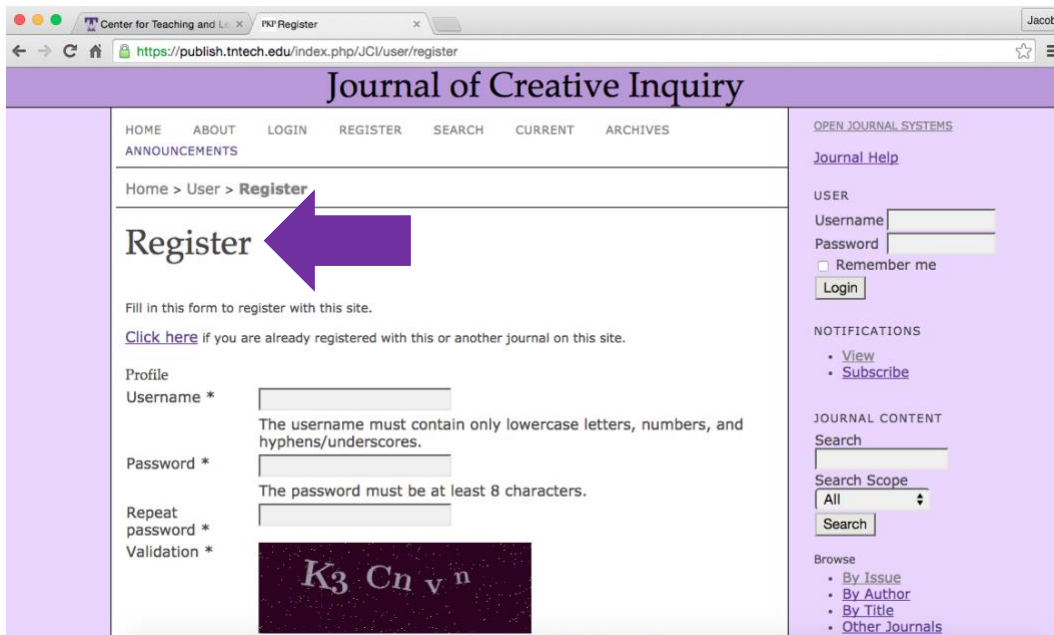 Center for Teaching and Le
PKP Register
Jacob
https://publish.tntech.edu/index.php/JCI/user/register
Journal of Creative Inquiry
HOME ABOUT LOGIN REGISTER SEARCH CURRENT ARCHIVES
ANNOUNCEMENTS
Home > User > Register
Register
Fill in this form to register with this site.
Click here if you are already registered with this or another journal on this site.
Profile
Username *
The username must contain only lowercase letters, numbers, and
hyphens/underscores.
Password *
The password must be at least 8 characters.
Repeat
password *
Validation *
K3 Cn v n
OPEN JOURNAL SYSTEMS
Journal Help
USER
Username
Password
Remember me
Login
NOTIFICATIONS
• View
• Subscribe
JOURNAL CONTENT
Search
Search Scope
All
Search
Browse
• By Issue
• By Author
• By Title
• Other Journals